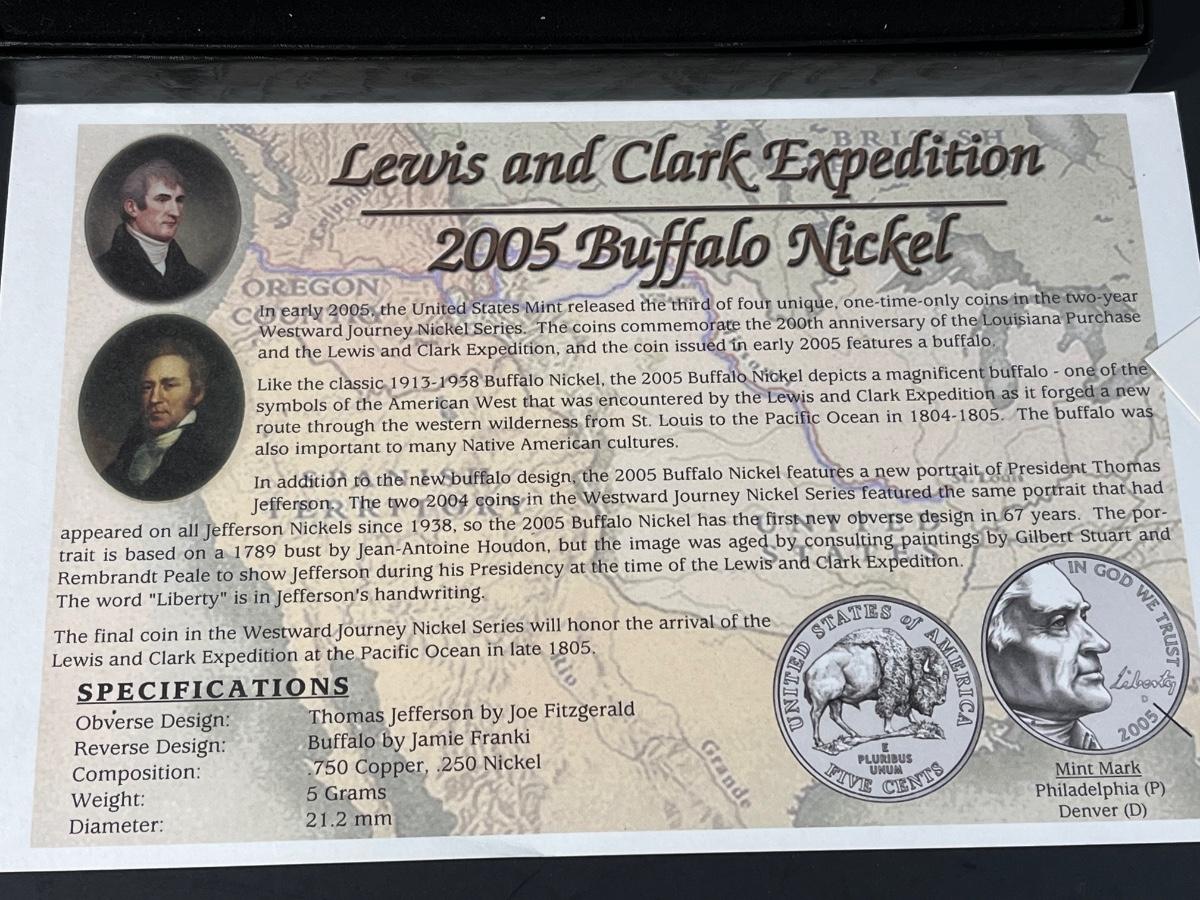 Lewis and Clark Expedition
2005 Buffalo Nickel
BRITISH
Columbia
OREGON
COUNTRY
In early 2005, the United States Mint released the third of four unique, one-time-only coins in the two-year
Westward Journey Nickel Series. The coins commemorate the 200th anniversary of the Louisiana Purchase
and the Lewis and Clark Expedition, and the coin issued in early 2005 features a buffalo.
Like the classic 1913-1938 Buffalo Nickel, the 2005 Buffalo Nickel depicts a magnificent buffalo - one of the
symbols of the American West that was encountered by the Lewis and Clark Expedition as it forged a new
route through the western wilderness from St. Louis to the Pacific Ocean in 1804-1805. The buffalo was
also important to many Native American cultures.
SPANISH
TERRITORY
St. Louis
UNITED
STATES
In addition to the new buffalo design, the 2005 Buffalo Nickel features a new portrait of President Thomas
Jefferson. The two 2004 coins in the Westward Journey Nickel Series featured the same portrait that had
appeared on all Jefferson Nickels since 1938, so the 2005 Buffalo Nickel has the first new obverse design in 67 years. The por-
trait is based on a 1789 bust by Jean-Antoine Houdon, but the image was aged by consulting paintings by Gilbert Stuart and
Rembrandt Peale to show Jefferson during his Presidency at the time of the Lewis and Clark Expedition.
The word "Liberty" is in Jefferson's handwriting.
The final coin in the Westward Journey Nickel Series will honor the arrival of the
Lewis and Clark Expedition at the Pacific Ocean in late 1805.
Rio
Grande
SPECIFICATIONS
Obverse Design: Thomas Jefferson by Joe Fitzgerald
Reverse Design: Buffalo by Jamie Franki
Composition: .750 Copper, .250 Nickel
Weight: 5 Grams
Diameter: 21.2 mm
UNITED STATES of AMERICA
E
PLURIBUS
UNUM
FIVE CENTS
IN GOD WE TRUST
Liberty
D
2005
Mint Mark
Philadelphia (P)
Denver (D)